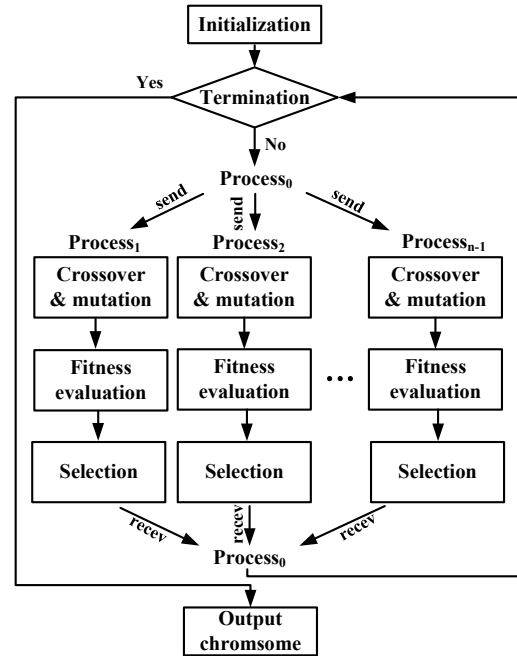 Initialization
Yes
Termination
No
Process0
send
send
send
Process1
Process2
Processn-1
Crossover
& mutation
Crossover
& mutation
Crossover
& mutation
Fitness
evaluation
Fitness
evaluation
...
Fitness
evaluation
Selection
Selection
Selection
recev
recev
recev
Process0
Output
chromsome